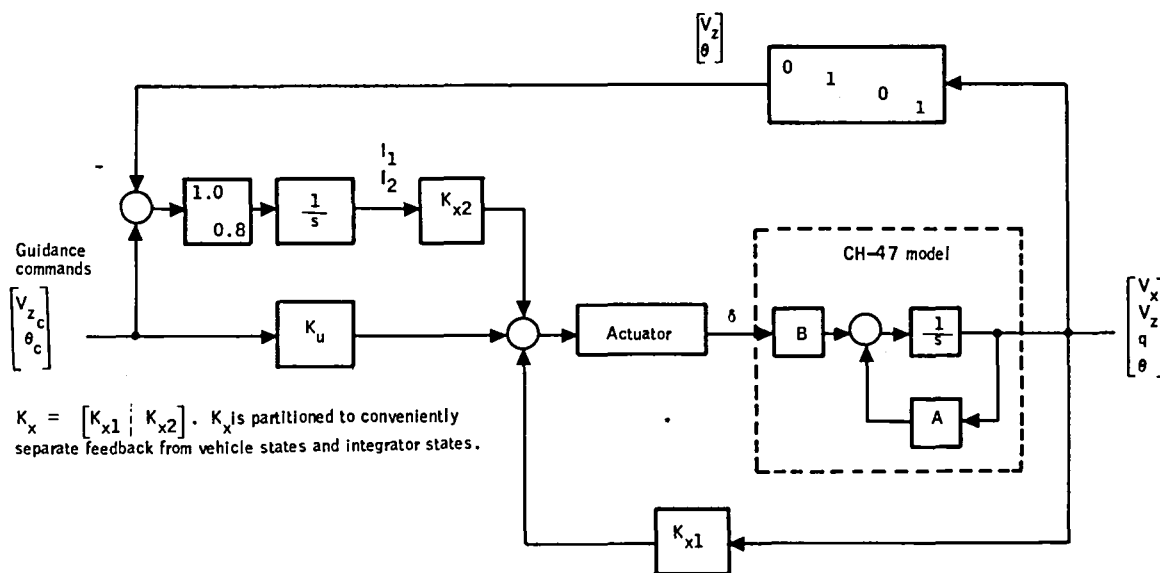 [V_z
θ]
0
1
0
1
-
I_1
I_2
1.0
0.8
1/s
K_x2
Guidance
commands
[V_z_c
θ_c]
K_u
Actuator
δ
CH-47 model
B
1/s
A
[V_x
V_z
q
θ]
K_x = [K_x1 ¦ K_x2]. K_x is partitioned to conveniently
separate feedback from vehicle states and integrator states.
K_x1